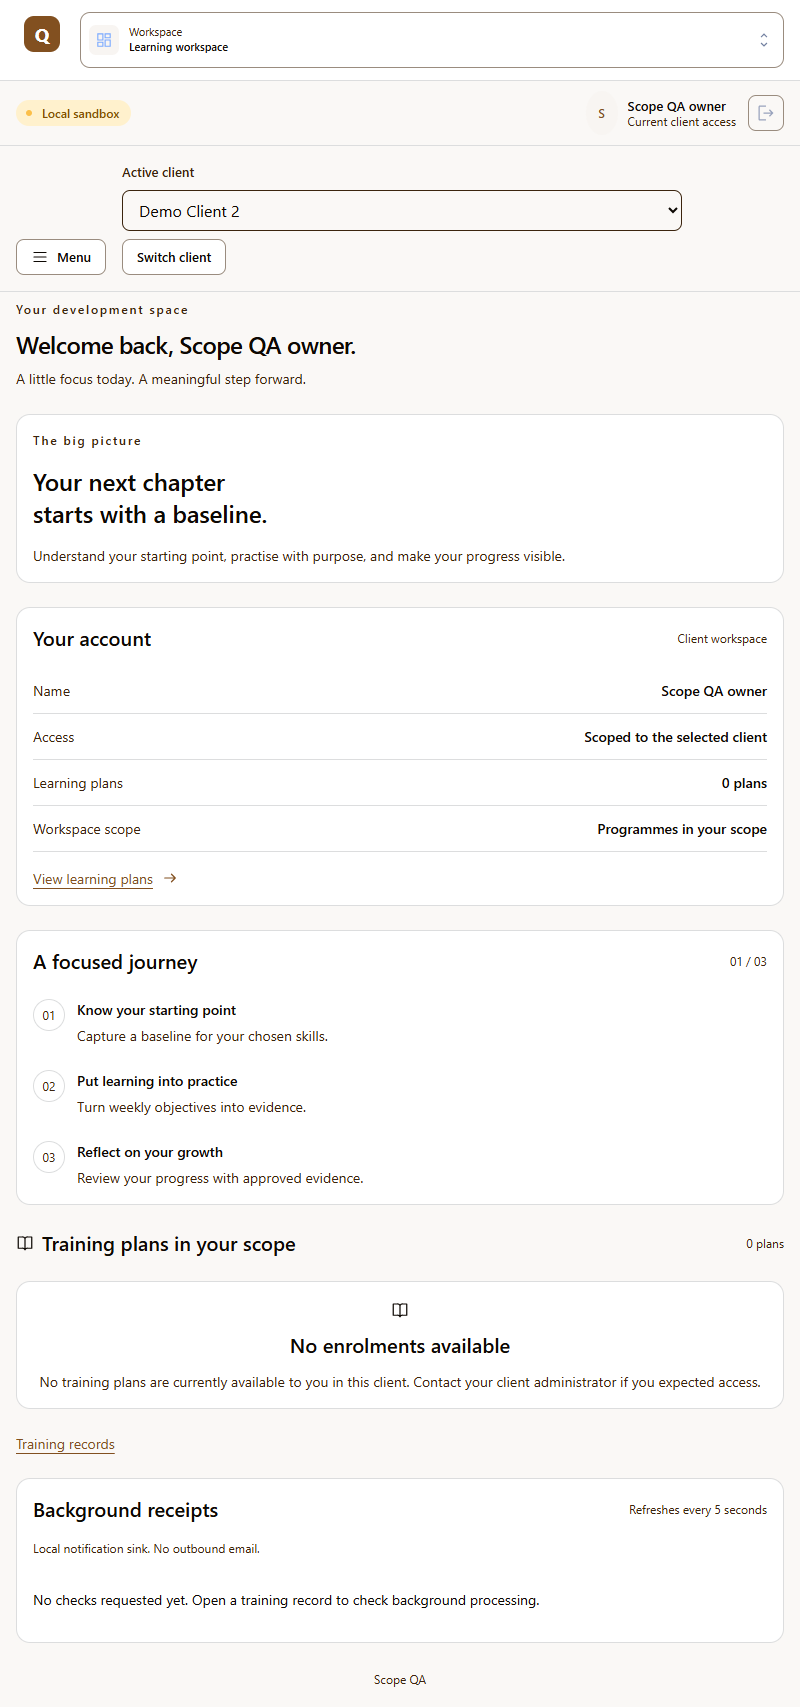 Q
Workspace
Learning workspace
Local sandbox
S
Scope QA owner
Current client access
Active client
Demo Client 2
Menu
Switch client
Your development space
Welcome back, Scope QA owner.
A little focus today. A meaningful step forward.
The big picture
Your next chapter
starts with a baseline.
Understand your starting point, practise with purpose, and make your progress visible.
Your account
Client workspace
Name
Scope QA owner
Access
Scoped to the selected client
Learning plans
0 plans
Workspace scope
Programmes in your scope
View learning plans
A focused journey
01 / 03
01
Know your starting point
Capture a baseline for your chosen skills.
02
Put learning into practice
Turn weekly objectives into evidence.
03
Reflect on your growth
Review your progress with approved evidence.
Training plans in your scope
0 plans
No enrolments available
No training plans are currently available to you in this client. Contact your client administrator if you expected access.
Training records
Background receipts
Refreshes every 5 seconds
Local notification sink. No outbound email.
No checks requested yet. Open a training record to check background processing.
Scope QA